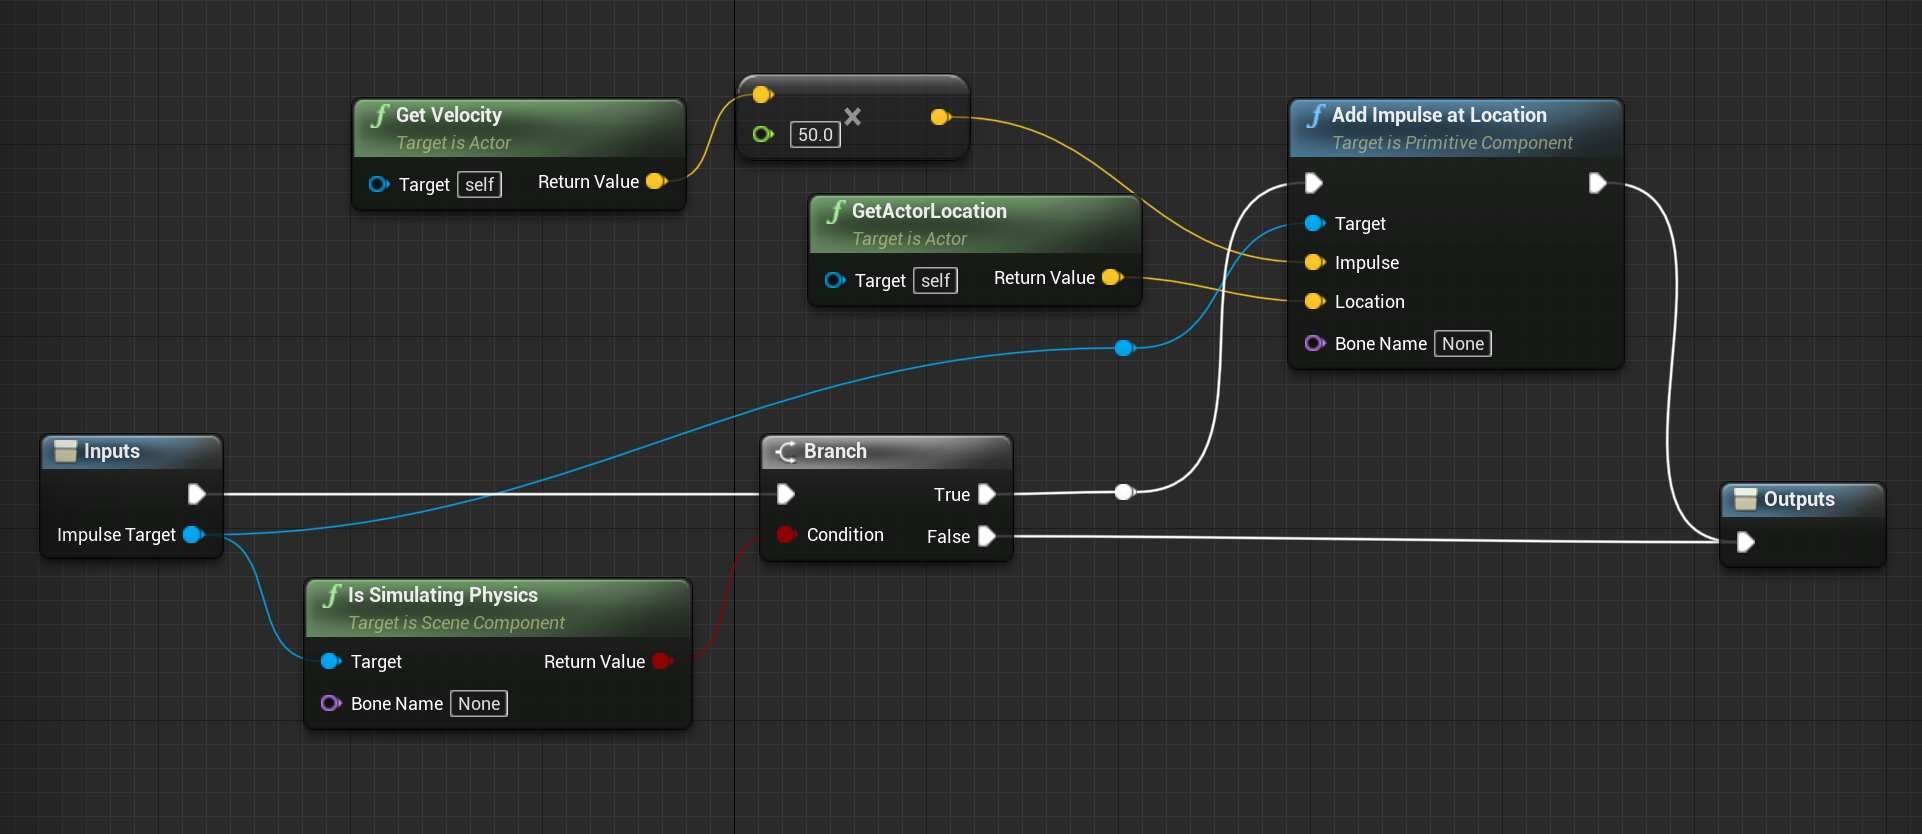 Get Velocity
Target is Actor
Target self
Return Value
50.0
×
GetActorLocation
Target is Actor
Target self
Return Value
Add Impulse at Location
Target is Primitive Component
Target
Impulse
Location
Bone Name None
Inputs
Impulse Target
Branch
True
Condition
False
Is Simulating Physics
Target is Scene Component
Target
Return Value
Bone Name None
Outputs